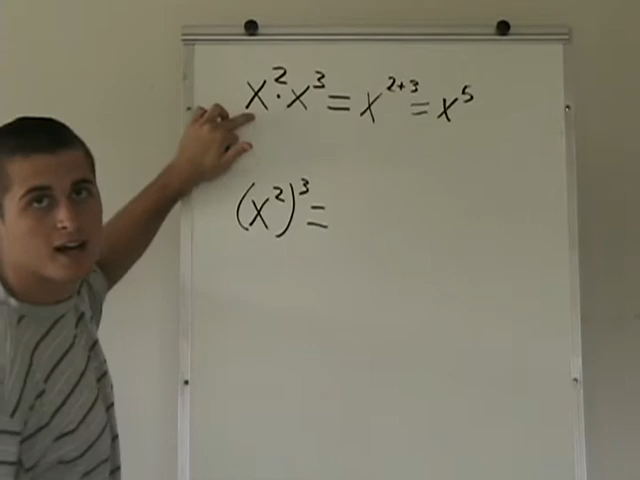 x²·x³ = x²⁺³ = x⁵
(x²)³ =